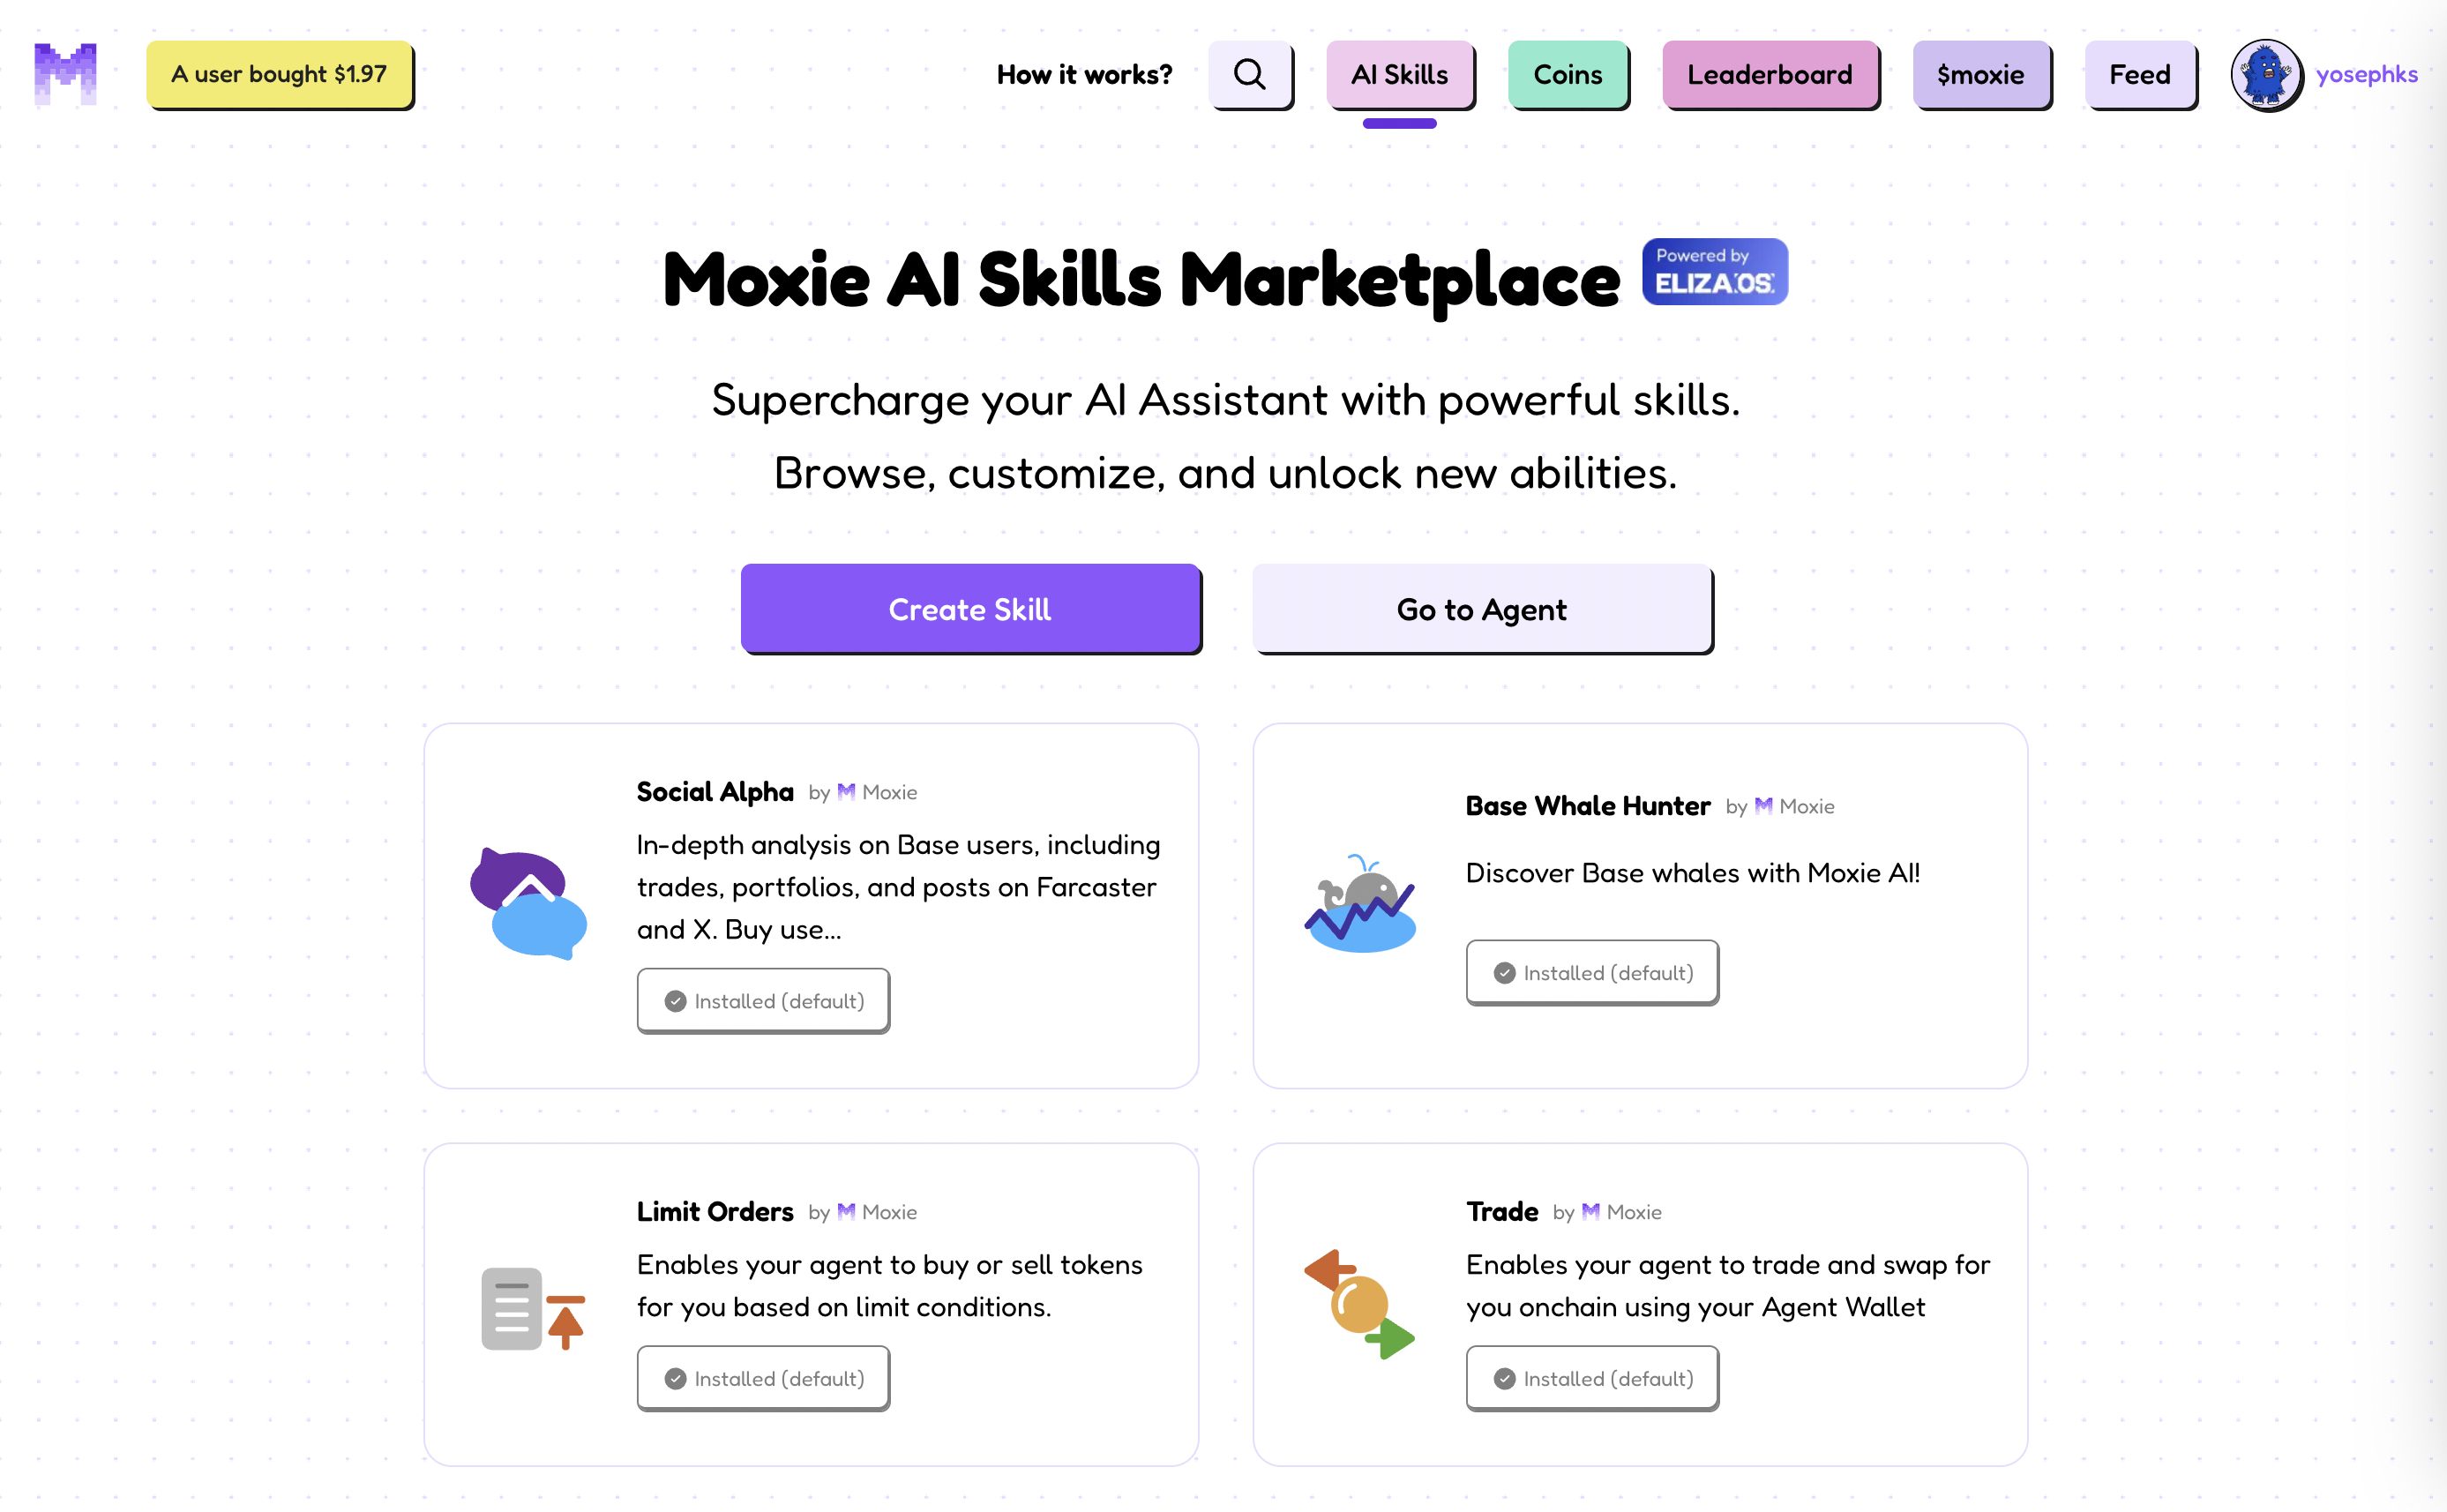 A user bought $1.97
How it works?
AI Skills
Coins
Leaderboard
$moxie
Feed
yosephks
Moxie AI Skills Marketplace
Powered by
ELIZA.OS
Supercharge your AI Assistant with powerful skills.
Browse, customize, and unlock new abilities.
Create Skill
Go to Agent
Social Alpha by Moxie
In-depth analysis on Base users, including
trades, portfolios, and posts on Farcaster
and X. Buy use...
Installed (default)
Base Whale Hunter by Moxie
Discover Base whales with Moxie AI!
Installed (default)
Limit Orders by Moxie
Enables your agent to buy or sell tokens
for you based on limit conditions.
Installed (default)
Trade by Moxie
Enables your agent to trade and swap for
you onchain using your Agent Wallet
Installed (default)